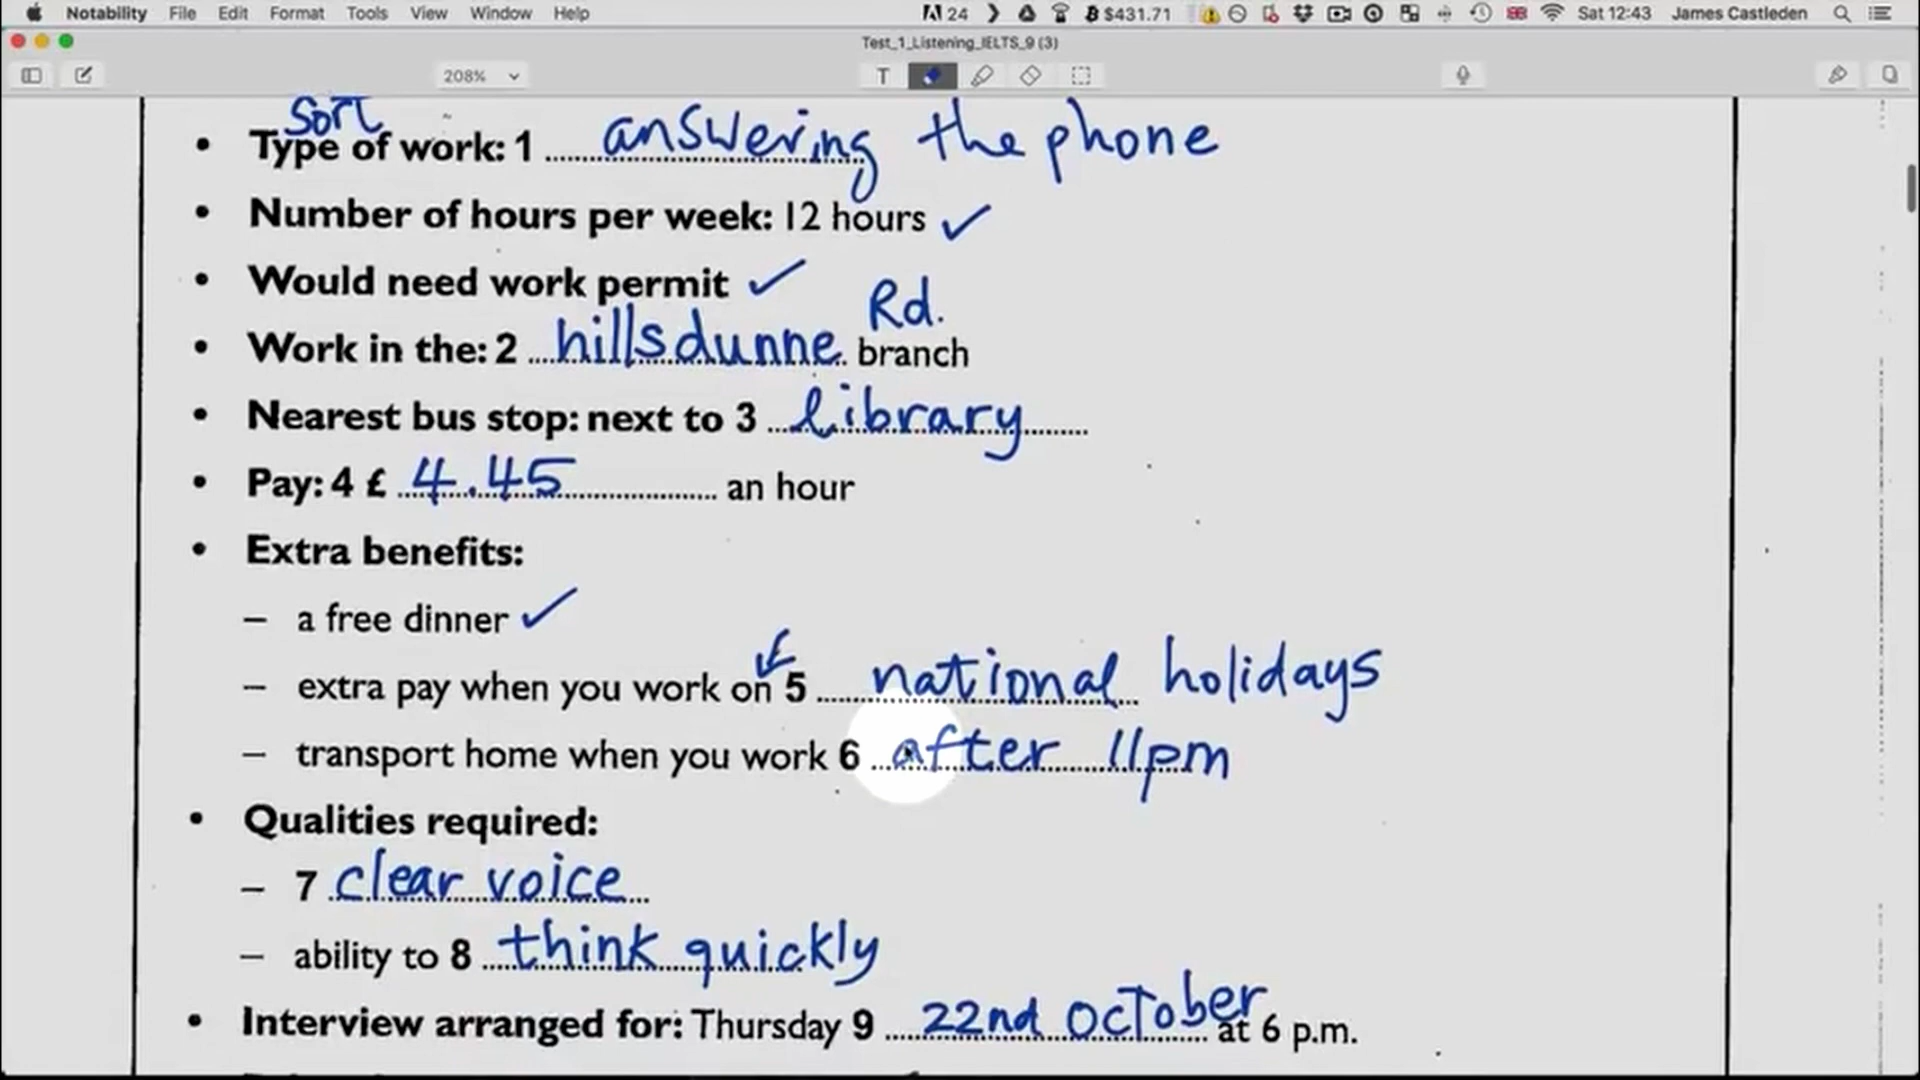 Notability File Edit Format Tools View Window Help 24 $431.71 Sat 12:43 James Castleden
Test_1_Listening_IELTS_9 (3)
208% T
sort
• Type of work: 1 answering the phone
• Number of hours per week: 12 hours ✓
• Would need work permit ✓
Rd.
• Work in the: 2 hillsdunne branch
• Nearest bus stop: next to 3 library
• Pay: 4 £ 4.45 an hour
• Extra benefits:
– a free dinner ✓
– extra pay when you work on 5 national holidays
– transport home when you work 6 after 11pm
• Qualities required:
– 7 clear voice
– ability to 8 think quickly
• Interview arranged for: Thursday 9 22nd October at 6 p.m.